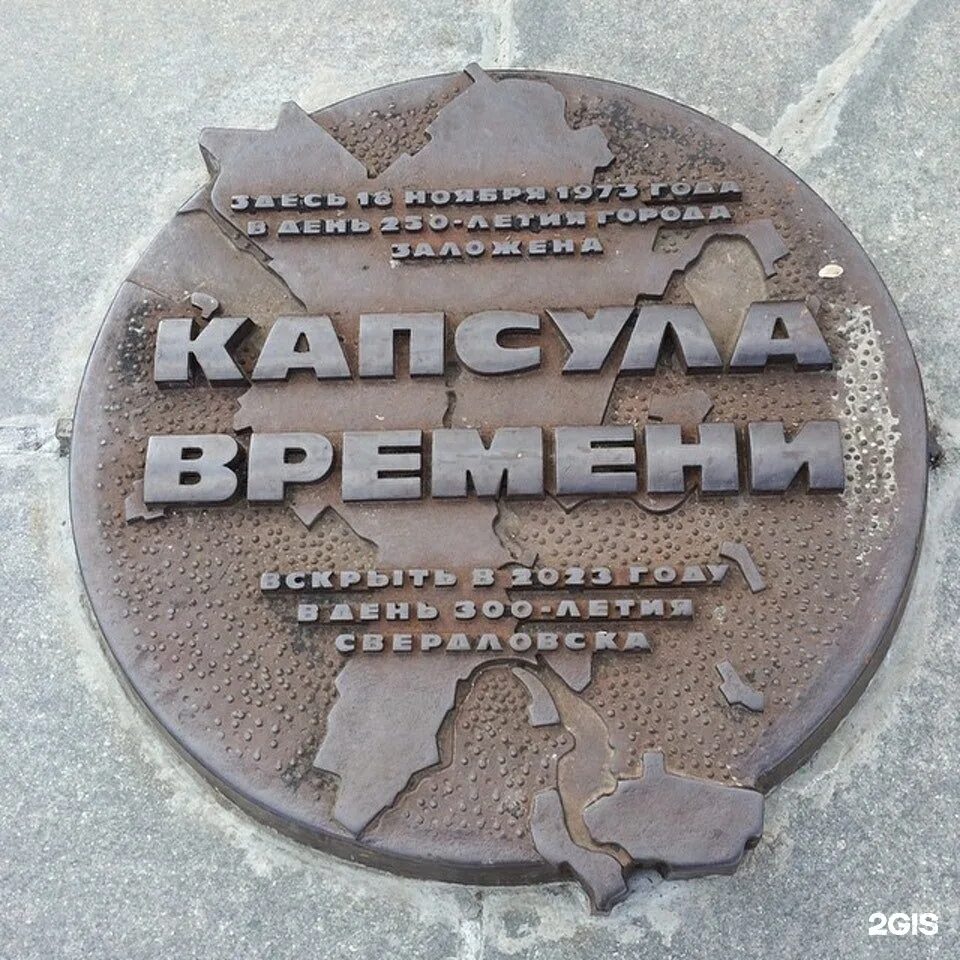 ЗДЕСЬ 18 НОЯБРЯ 1973 ГОДА
В ДЕНЬ 250-ЛЕТИЯ ГОРОДА
ЗАЛОЖЕНА
КАПСУЛА
ВРЕМЕНИ
ВСКРЫТЬ В 2023 ГОДУ
В ДЕНЬ 300-ЛЕТИЯ
СВЕРДЛОВСКА
2GIS